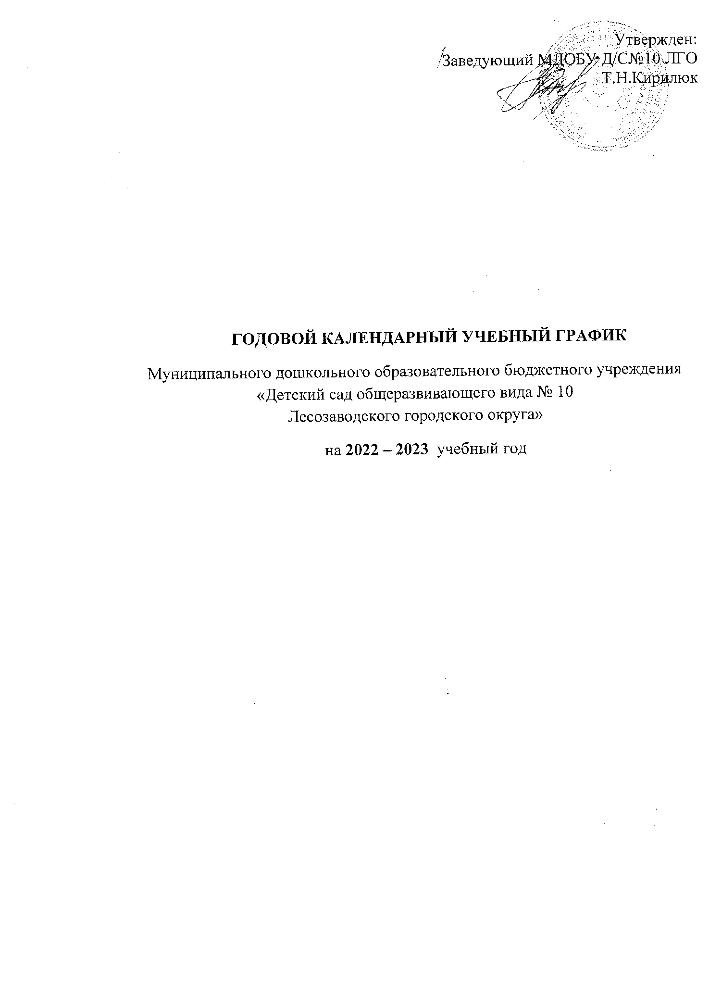 Утвержден:
Заведующий МДОБУ Д/С№10 ЛГО
Т.Н.Кирилюк
ГОДОВОЙ КАЛЕНДАРНЫЙ УЧЕБНЫЙ ГРАФИК
Муниципального дошкольного образовательного бюджетного учреждения
«Детский сад общеразвивающего вида № 10
Лесозаводского городского округа»
на 2022 – 2023 учебный год